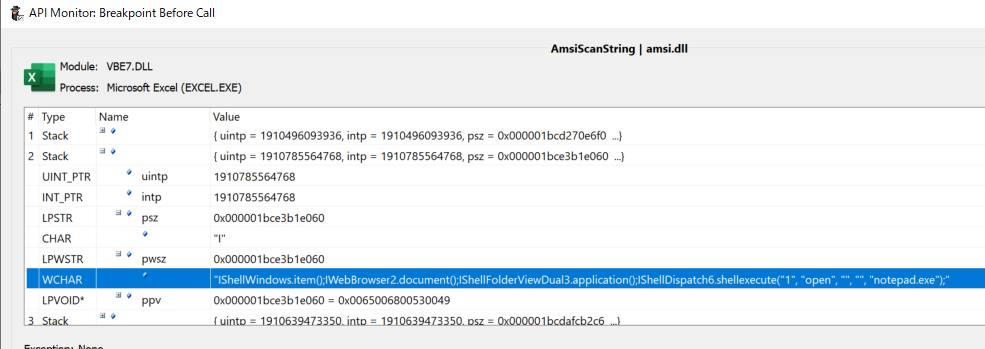 API Monitor: Breakpoint Before Call
AmsiScanString | amsi.dll
Module: VBE7.DLL
Process: Microsoft Excel (EXCEL.EXE)
# Type Name Value
1 Stack { uintp = 1910496093936, intp = 1910496093936, psz = 0x000001bcd270e6f0 ...}
2 Stack { uintp = 1910785564768, intp = 1910785564768, psz = 0x000001bce3b1e060 ...}
UINT_PTR uintp 1910785564768
INT_PTR intp 1910785564768
LPSTR psz 0x000001bce3b1e060
CHAR "I"
LPWSTR pwsz 0x000001bce3b1e060
WCHAR "IShellWindows.item();IWebBrowser2.document();IShellFolderViewDual3.application();IShellDispatch6.shellexecute("1", "open", "", "", "notepad.exe");"
LPVOID* ppv 0x000001bce3b1e060 = 0x0065006800530049
3 Stack { uintp = 1910639473350, intp = 1910639473350, psz = 0x000001bcdafcb2c6 ...}
Exception: None